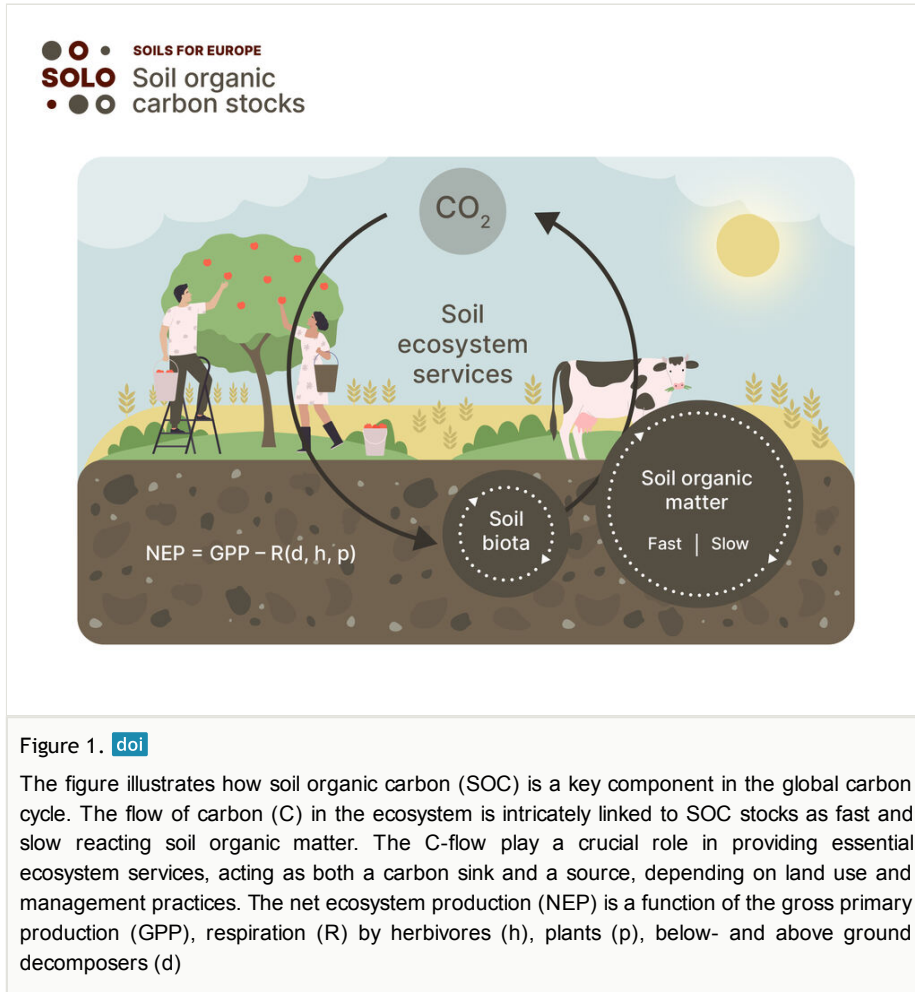 SOILS FOR EUROPE
SOLO
Soil organic
carbon stocks
CO₂
Soil
ecosystem
services
Soil organic
matter
Fast | Slow
Soil
biota
NEP = GPP – R(d, h, p)
Figure 1. doi
The figure illustrates how soil organic carbon (SOC) is a key component in the global carbon
cycle. The flow of carbon (C) in the ecosystem is intricately linked to SOC stocks as fast and
slow reacting soil organic matter. The C-flow play a crucial role in providing essential
ecosystem services, acting as both a carbon sink and a source, depending on land use and
management practices. The net ecosystem production (NEP) is a function of the gross primary
production (GPP), respiration (R) by herbivores (h), plants (p), below- and above ground
decomposers (d)